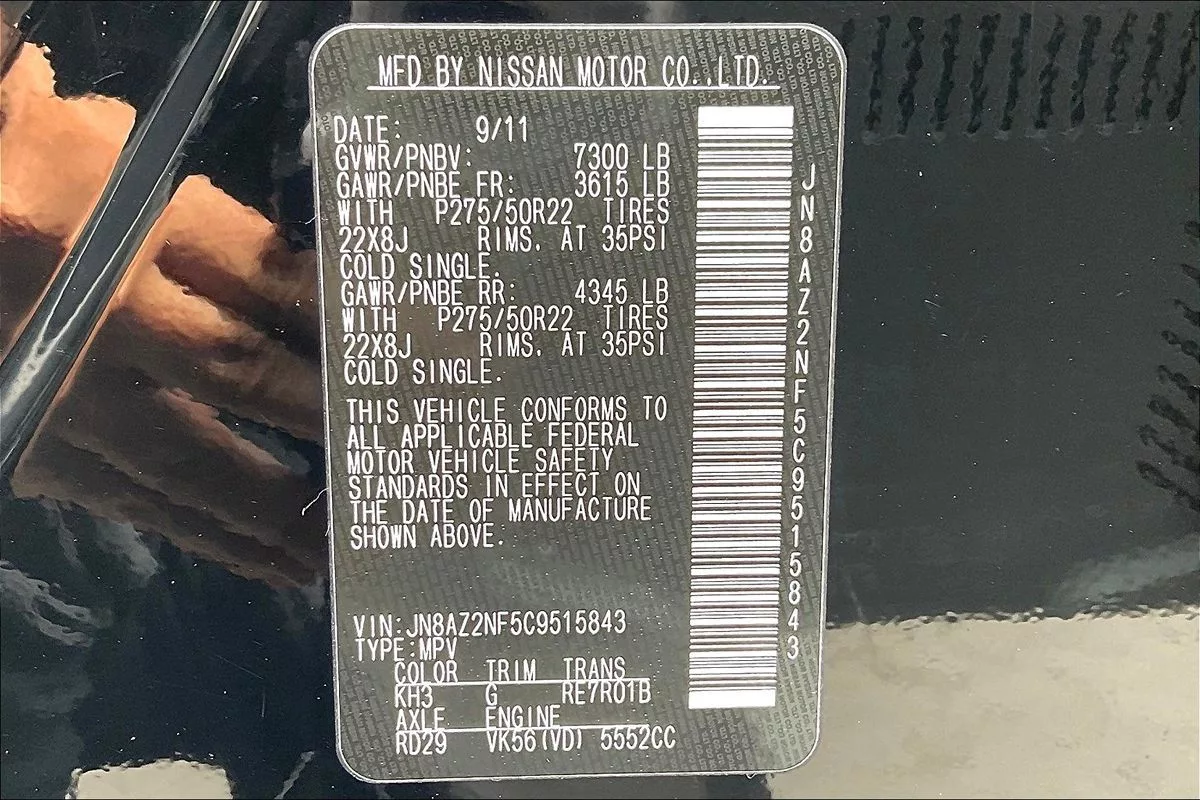 MFD BY NISSAN MOTOR CO.,LTD.
DATE: 9/11
GVWR/PNBV: 7300 LB
GAWR/PNBE FR: 3615 LB
WITH P275/50R22 TIRES
22X8J RIMS. AT 35PSI
COLD SINGLE.
GAWR/PNBE RR: 4345 LB
WITH P275/50R22 TIRES
22X8J RIMS. AT 35PSI
COLD SINGLE.
THIS VEHICLE CONFORMS TO
ALL APPLICABLE FEDERAL
MOTOR VEHICLE SAFETY
STANDARDS IN EFFECT ON
THE DATE OF MANUFACTURE
SHOWN ABOVE.
VIN:JN8AZ2NF5C9515843
TYPE:MPV
COLOR TRIM TRANS
KH3 G RE7R01B
AXLE ENGINE
RD29 VK56(VD) 5552CC
JN8AZ2NF5C9515843